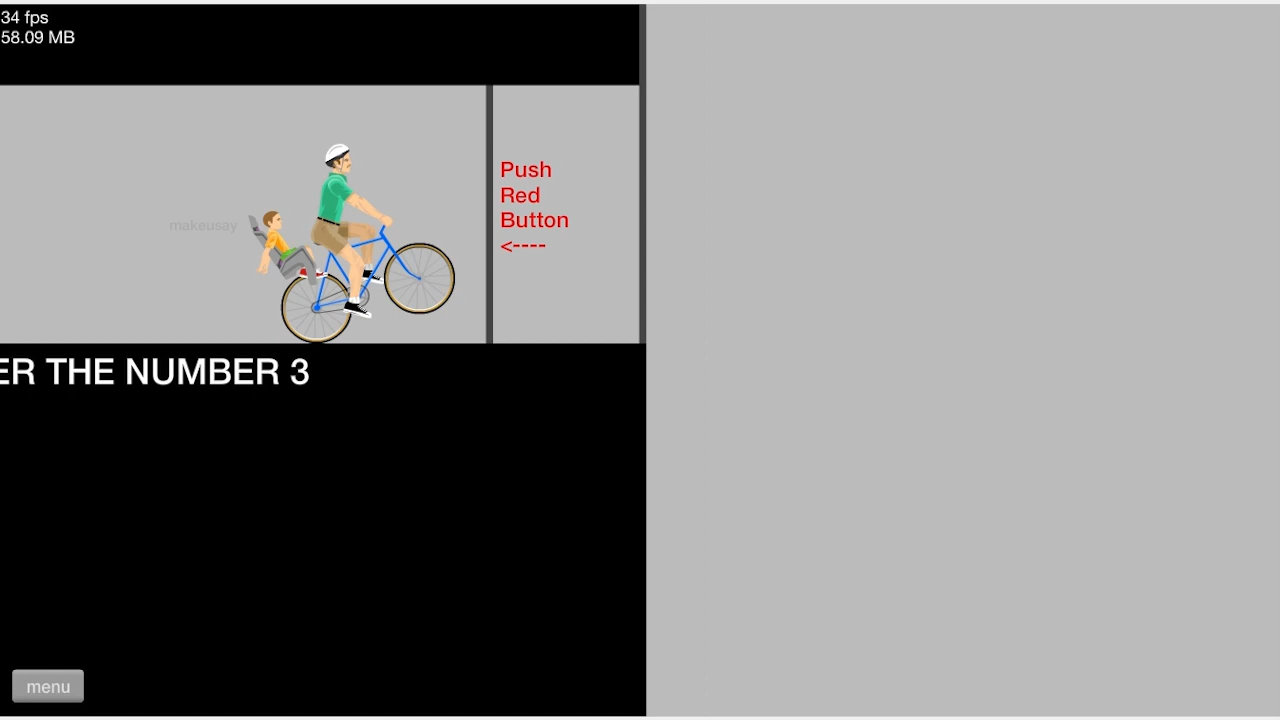 34 fps
58.09 MB
Push
Red
Button
<----
makeusay
ER THE NUMBER 3
menu